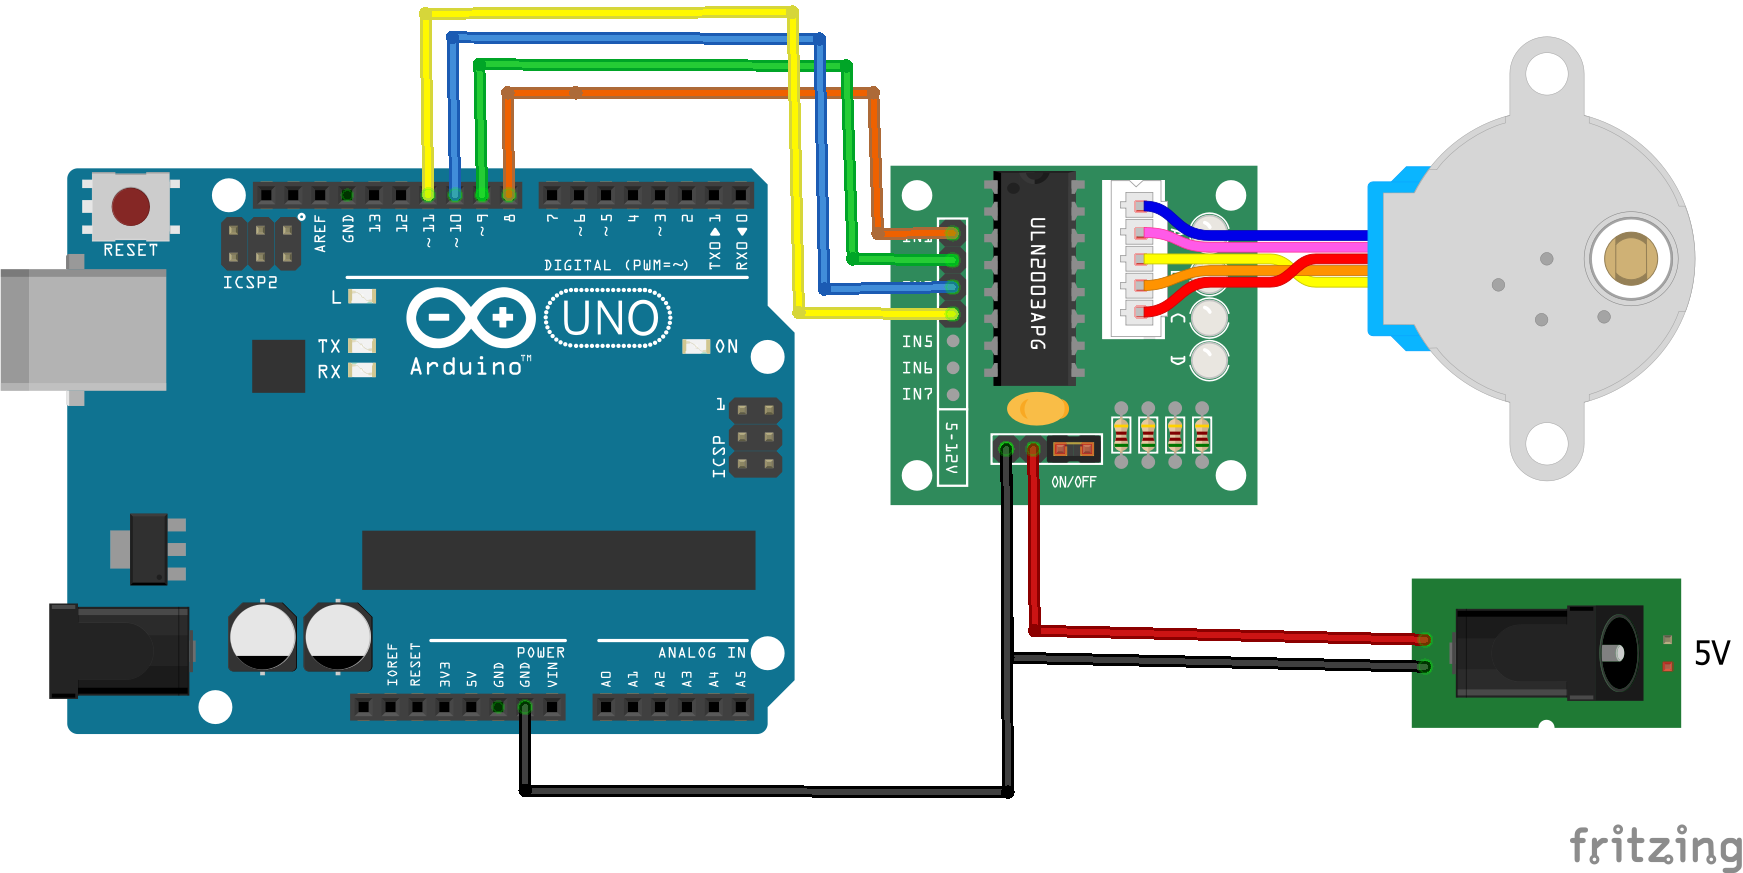 RESET
ICSP2
AREF
GND
13
12
~11
~10
~9
8
7
~6
~5
4
~3
2
TX0▶1
RX0◀0
DIGITAL (PWM=~)
L
TX
RX
UNO
Arduino™
ON
1
ICSP
IOREF
RESET
3V3
5V
GND
GND
VIN
POWER
A0
A1
A2
A3
A4
A5
ANALOG IN
IN5
IN6
IN7
5-12V
ULN2003APG
C
D
ON/OFF
5V
fritzing